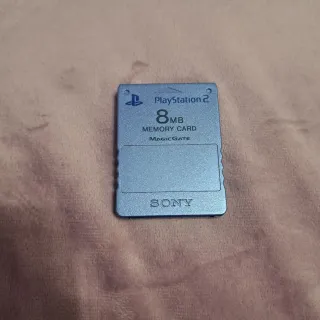 PlayStation 2
8MB
MEMORY CARD
MagicGate
SONY